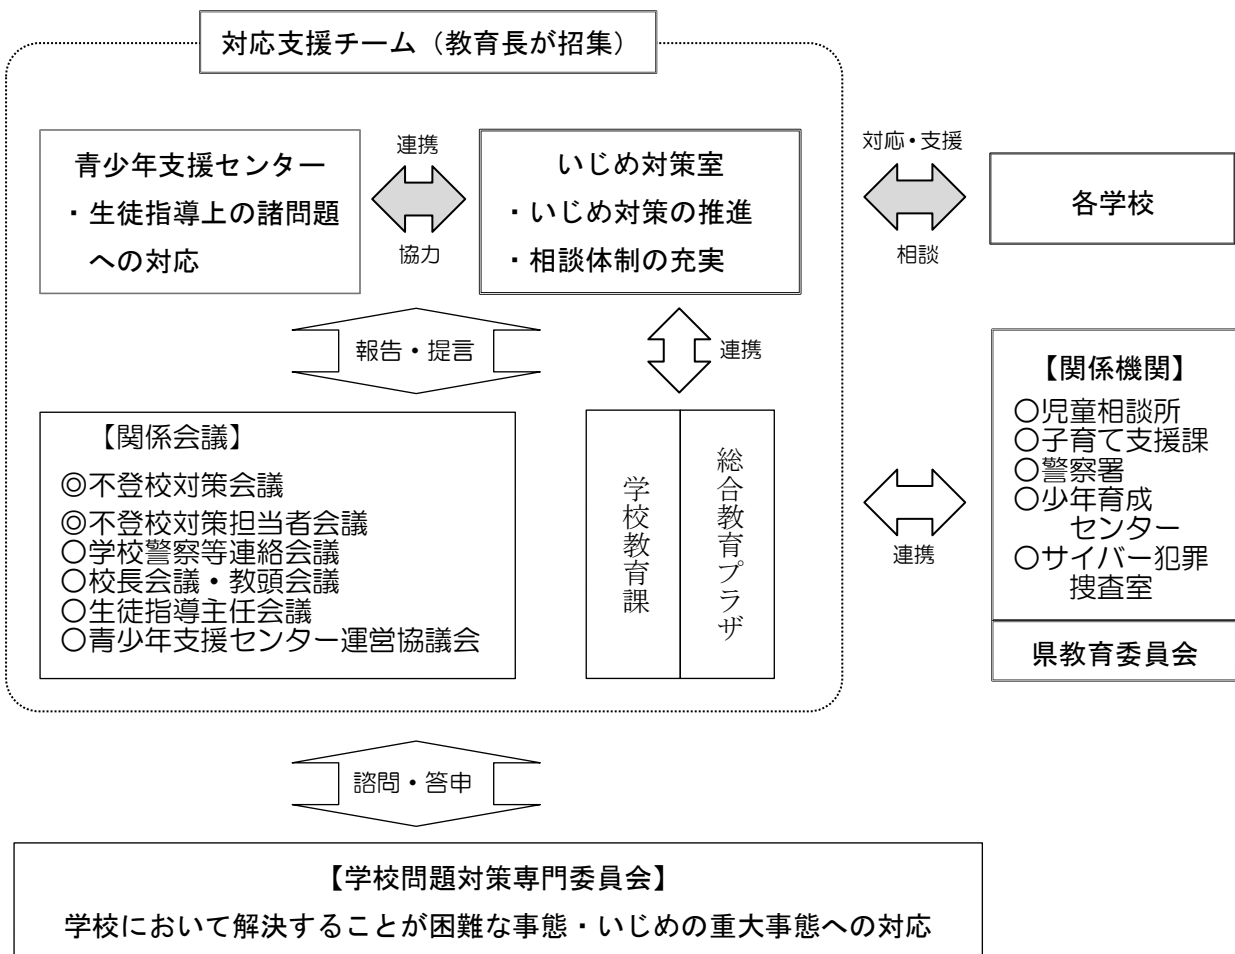 対応支援チーム（教育長が招集）
青少年支援センター
・生徒指導上の諸問題
への対応
連携
協力
いじめ対策室
・いじめ対策の推進
・相談体制の充実
対応・支援
相談
各学校
報告・提言
連携
【関係会議】
◎不登校対策会議
◎不登校対策担当者会議
○学校警察等連絡会議
○校長会議・教頭会議
○生徒指導主任会議
○青少年支援センター運営協議会
学校教育課
総合教育プラザ
連携
【関係機関】
○児童相談所
○子育て支援課
○警察署
○少年育成
センター
○サイバー犯罪
捜査室
県教育委員会
諮問・答申
【学校問題対策専門委員会】
学校において解決することが困難な事態・いじめの重大事態への対応